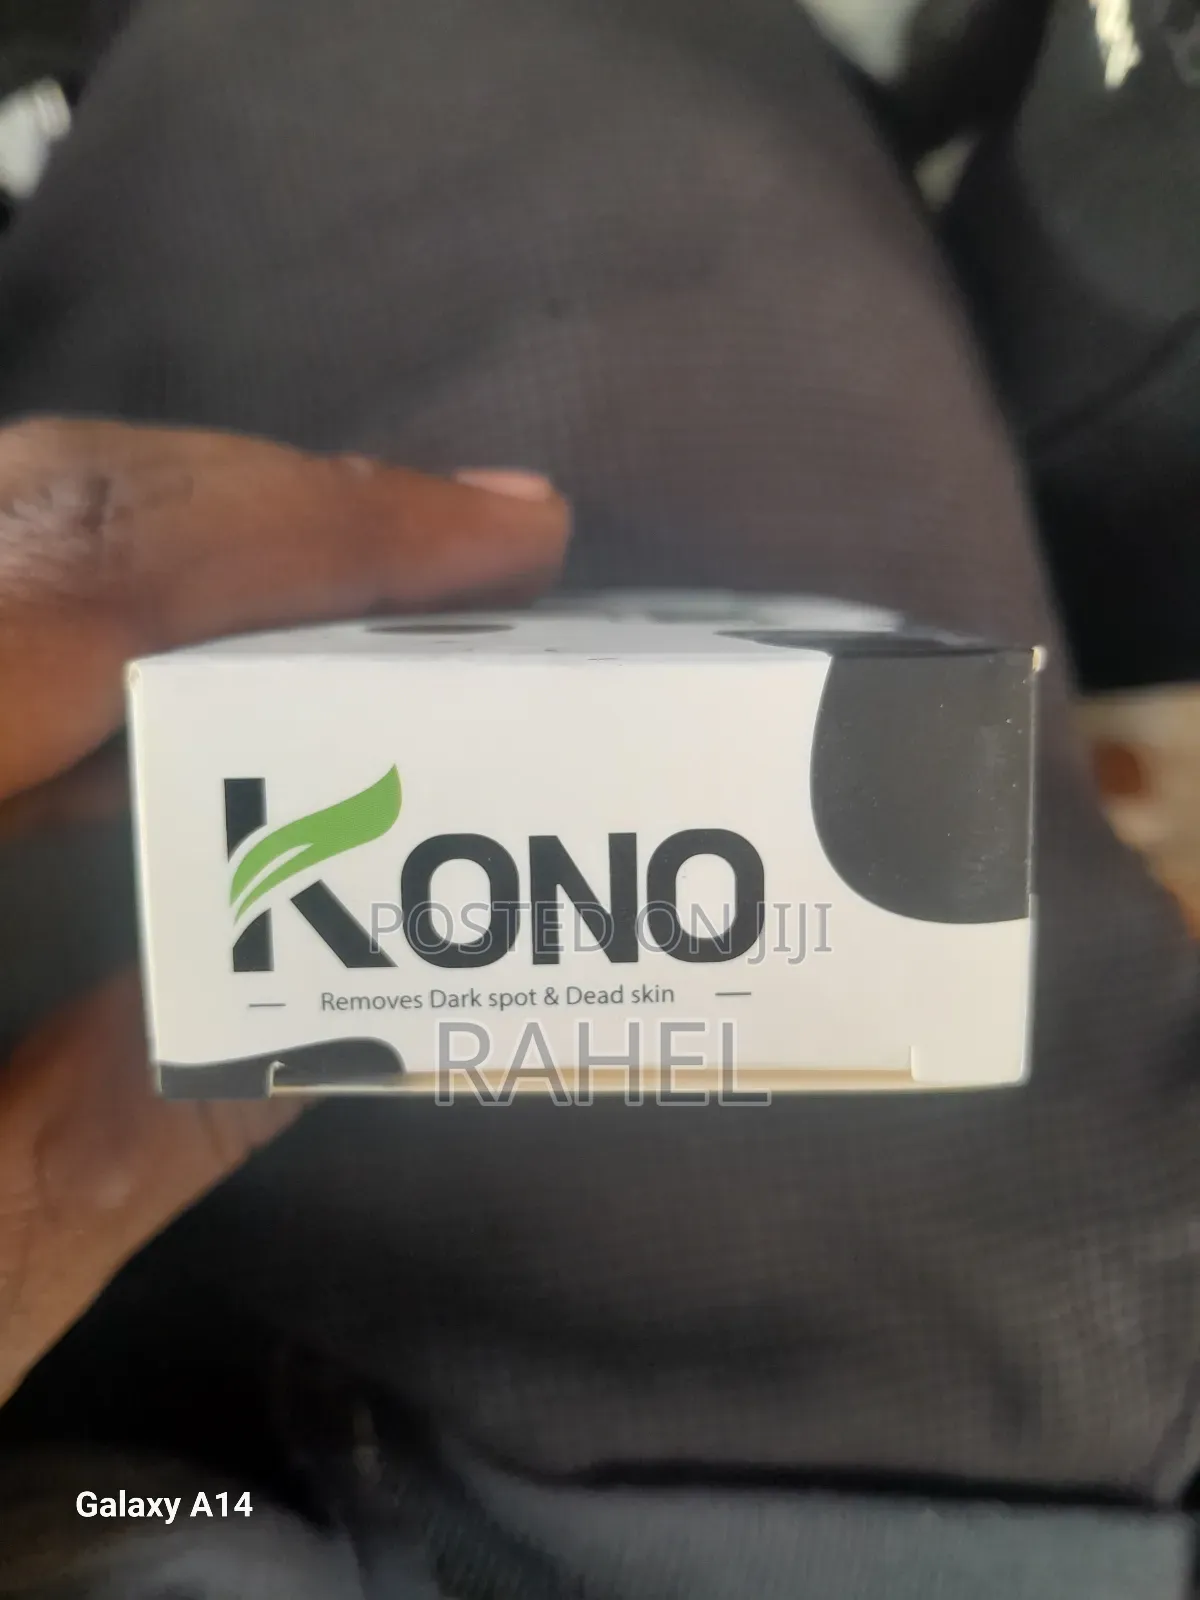 KONO
POSTED ON JIJI
Removes Dark spot & Dead skin
RAHEL
Galaxy A14